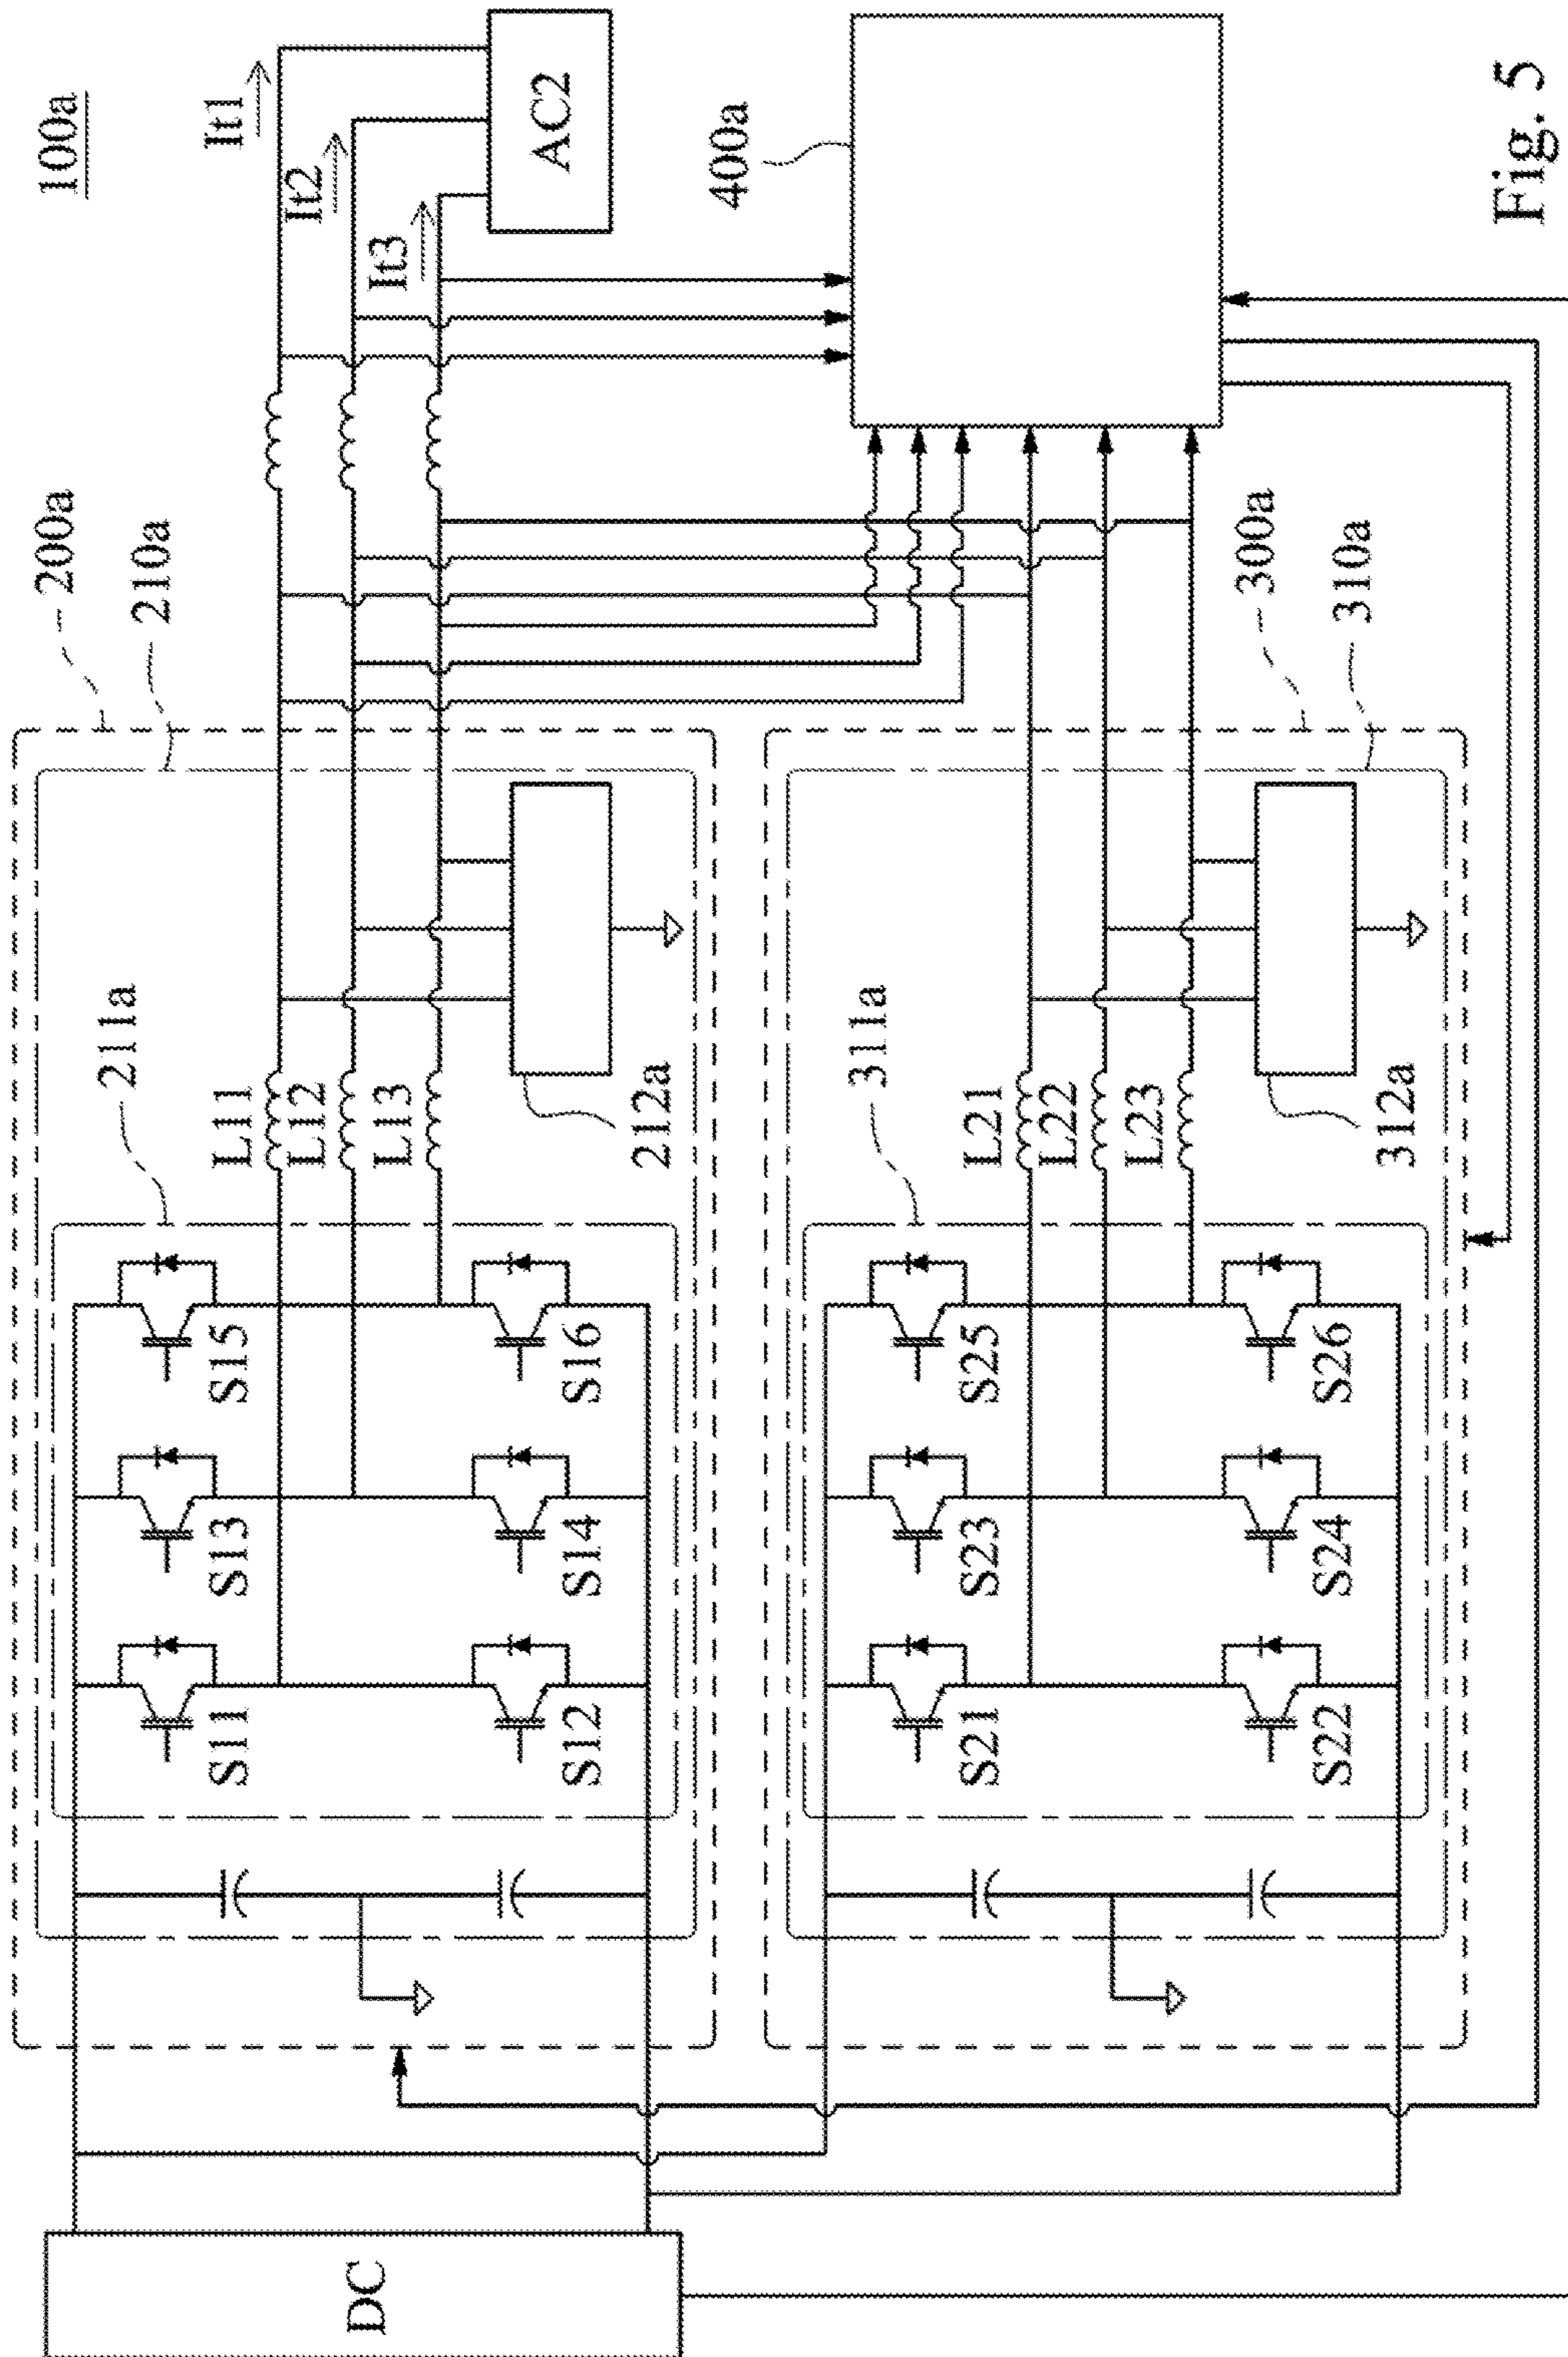 100a
It1
It2
It3
AC2
200a
210a
211a
L11
L12
L13
212a
S11
S13
S15
S12
S14
S16
400a
300a
310a
311a
L21
L22
L23
312a
S21
S23
S25
S22
S24
S26
DC
Fig. 5